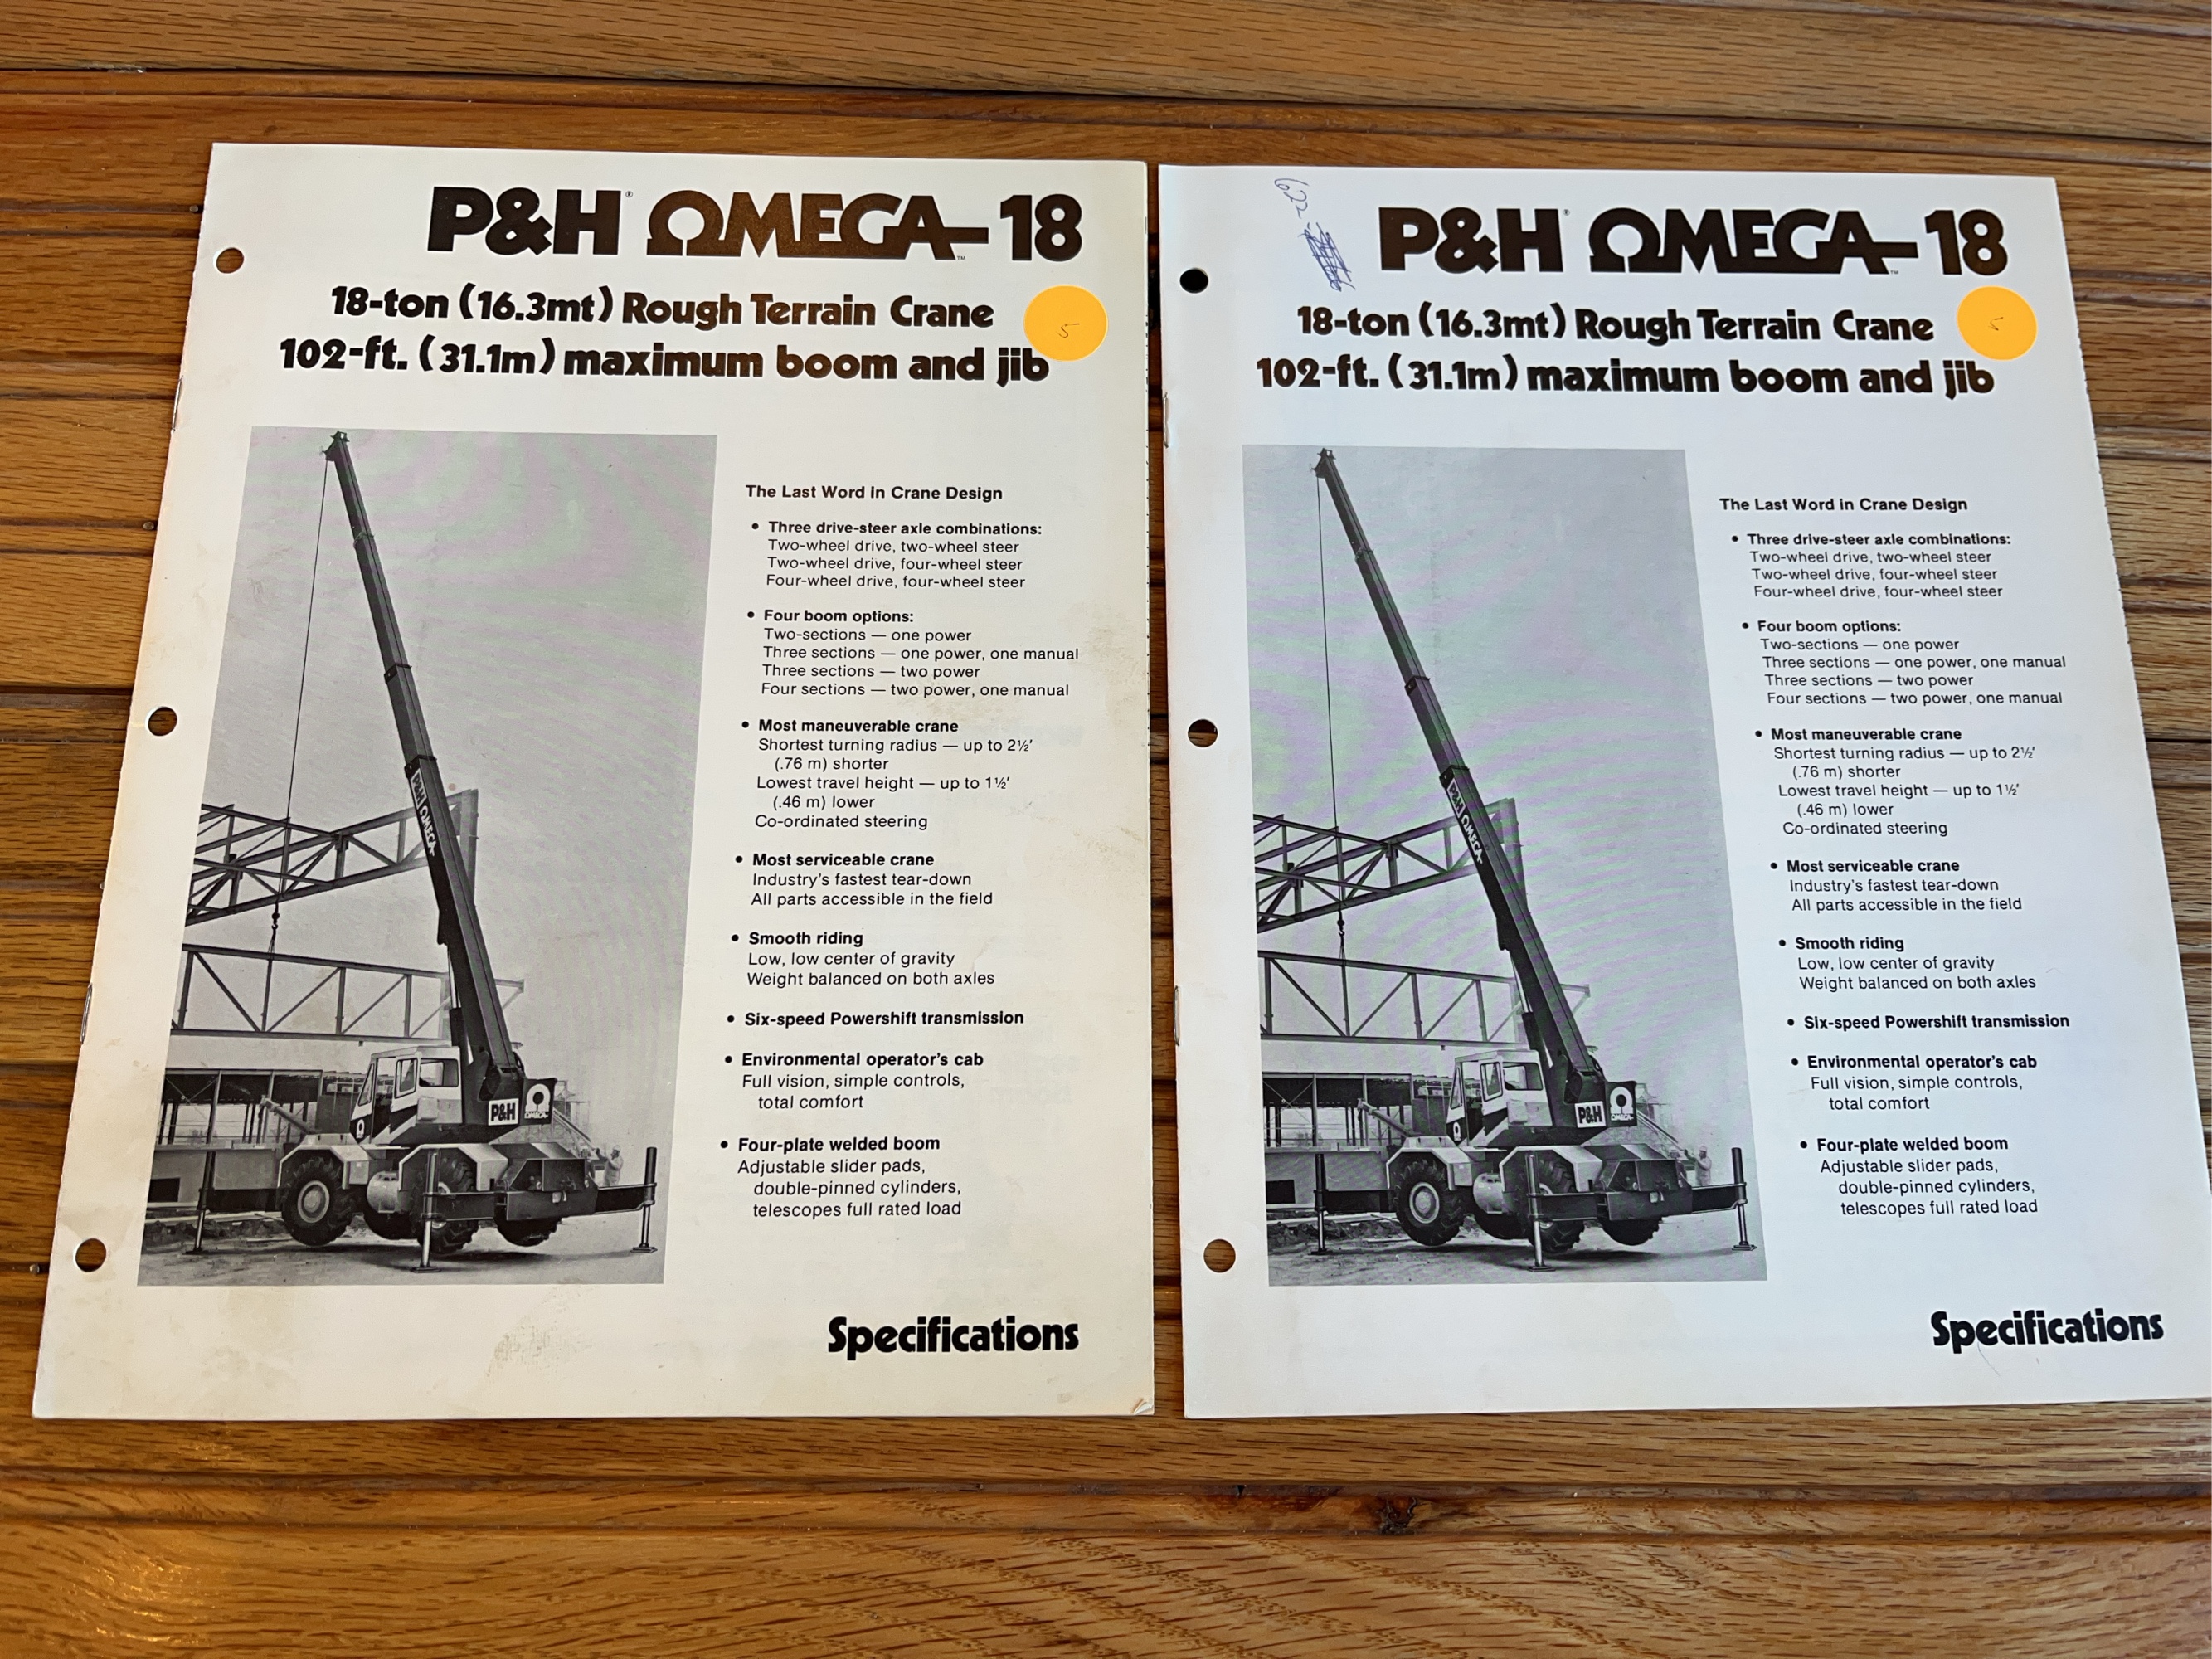 P&H® ΩMEGA™-18
18-ton (16.3mt) Rough Terrain Crane
5
102-ft. (31.1m) maximum boom and jib
The Last Word in Crane Design
• Three drive-steer axle combinations:
Two-wheel drive, two-wheel steer
Two-wheel drive, four-wheel steer
Four-wheel drive, four-wheel steer
• Four boom options:
Two-sections — one power
Three sections — one power, one manual
Three sections — two power
Four sections — two power, one manual
• Most maneuverable crane
Shortest turning radius — up to 2½'
(.76 m) shorter
Lowest travel height — up to 1½'
(.46 m) lower
Co-ordinated steering
• Most serviceable crane
Industry's fastest tear-down
All parts accessible in the field
• Smooth riding
Low, low center of gravity
Weight balanced on both axles
• Six-speed Powershift transmission
• Environmental operator's cab
Full vision, simple controls,
total comfort
• Four-plate welded boom
Adjustable slider pads,
double-pinned cylinders,
telescopes full rated load
P&H ΩMEGA
P&H
Specifications
P&H® ΩMEGA™-18
18-ton (16.3mt) Rough Terrain Crane
5
102-ft. (31.1m) maximum boom and jib
The Last Word in Crane Design
• Three drive-steer axle combinations:
Two-wheel drive, two-wheel steer
Two-wheel drive, four-wheel steer
Four-wheel drive, four-wheel steer
• Four boom options:
Two-sections — one power
Three sections — one power, one manual
Three sections — two power
Four sections — two power, one manual
• Most maneuverable crane
Shortest turning radius — up to 2½'
(.76 m) shorter
Lowest travel height — up to 1½'
(.46 m) lower
Co-ordinated steering
• Most serviceable crane
Industry's fastest tear-down
All parts accessible in the field
• Smooth riding
Low, low center of gravity
Weight balanced on both axles
• Six-speed Powershift transmission
• Environmental operator's cab
Full vision, simple controls,
total comfort
• Four-plate welded boom
Adjustable slider pads,
double-pinned cylinders,
telescopes full rated load
P&H ΩMEGA
P&H
Specifications